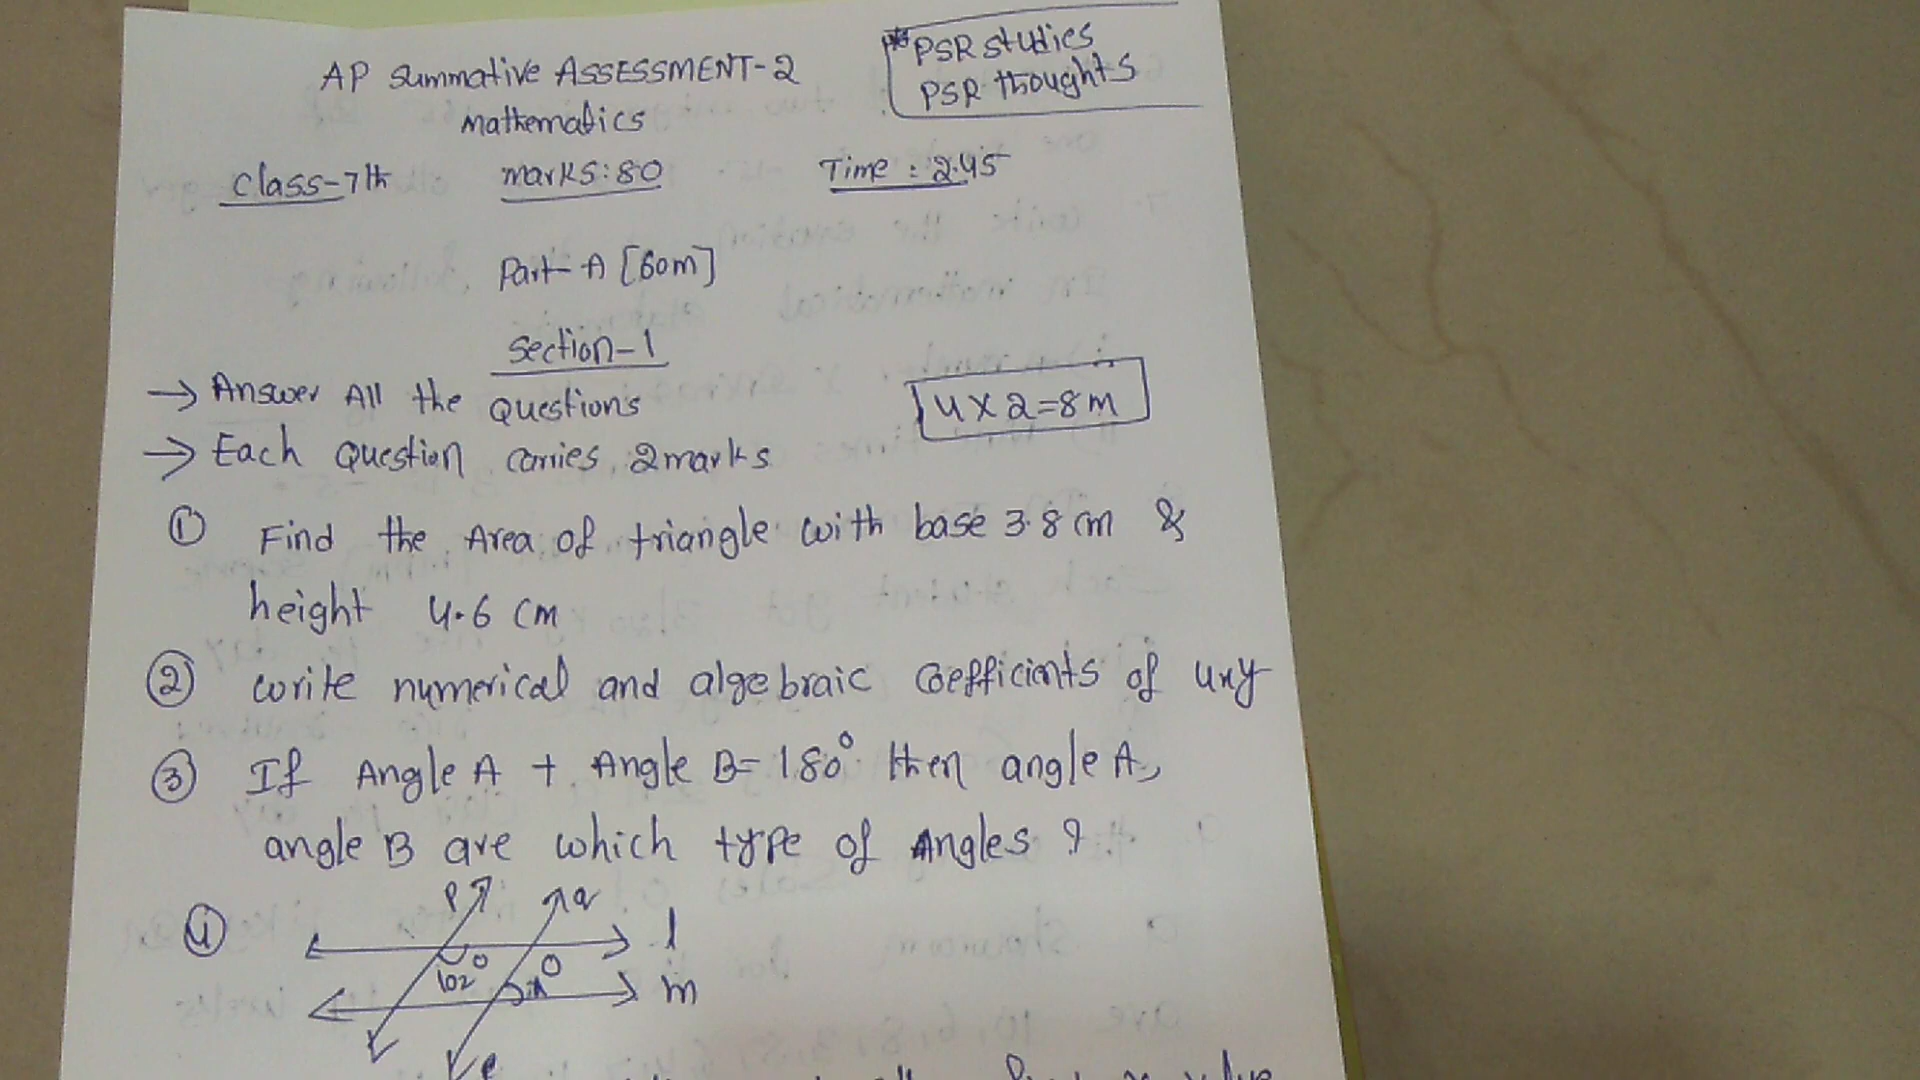 AP Summative ASSESSMENT-2
PSR studies
PSR thoughts
Mathematics
Class-7th Marks:80 Time : 2.45
Part-A [60m]
Section-1
→ Answer All the Questions
4X2=8m
→ Each Question carries 2marks
① Find the Area of triangle with base 3.8 cm &
height 4.6 cm
② write numerical and algebraic coefficients of 4xy
③ If Angle A + Angle B=180° then angle A,
angle B are which type of Angles ?
④
P
l
102°
x°
m